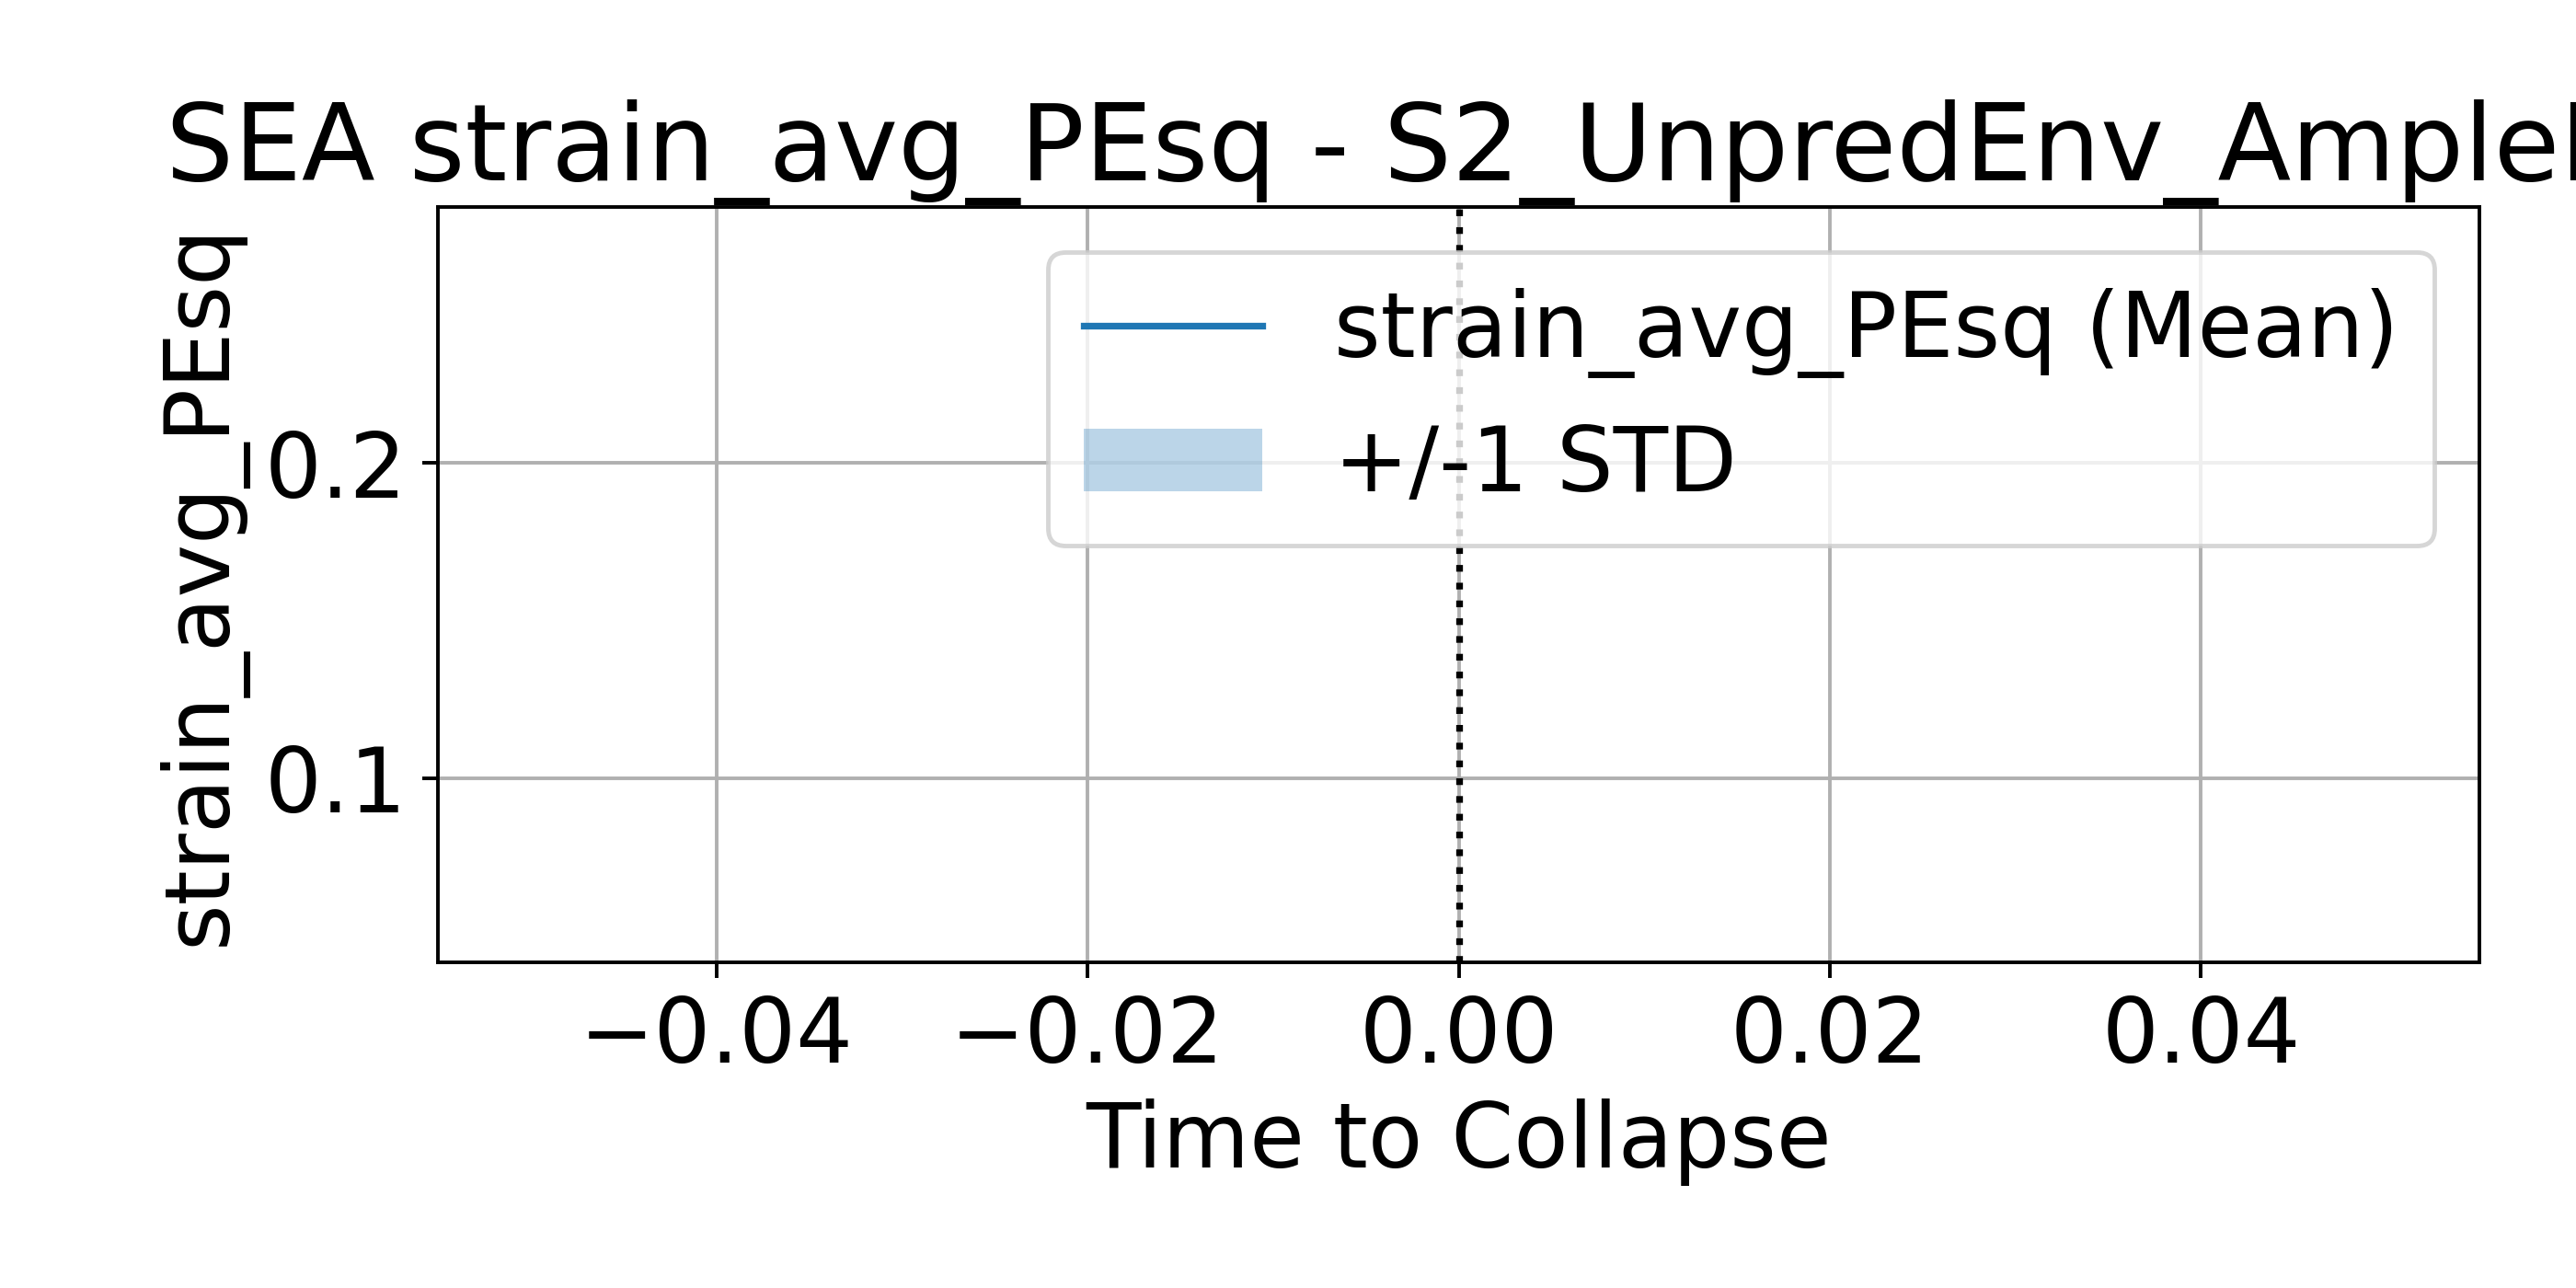 SEA strain_avg_PEsq - S2_UnpredEnv_Ample
strain_avg_PEsq
strain_avg_PEsq (Mean)
+/-1 STD
0.2
0.1
−0.04 −0.02 0.00 0.02 0.04
Time to Collapse